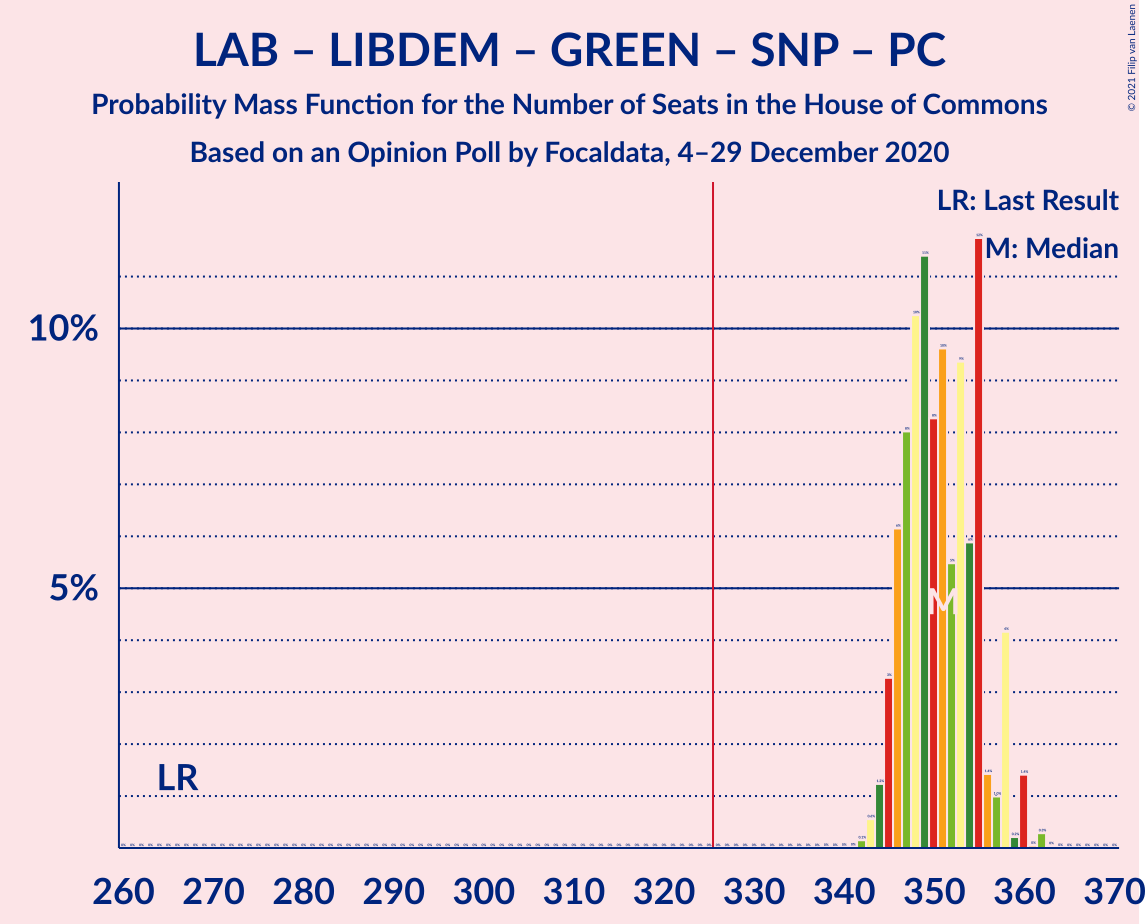 LAB – LIBDEM – GREEN – SNP – PC
Probability Mass Function for the Number of Seats in the House of Commons
Based on an Opinion Poll by Focaldata, 4–29 December 2020
© 2021 Filip van Laenen
LR: Last Result
M: Median
10%
5%
LR
M
260 270 280 290 300 310 320 330 340 350 360 370